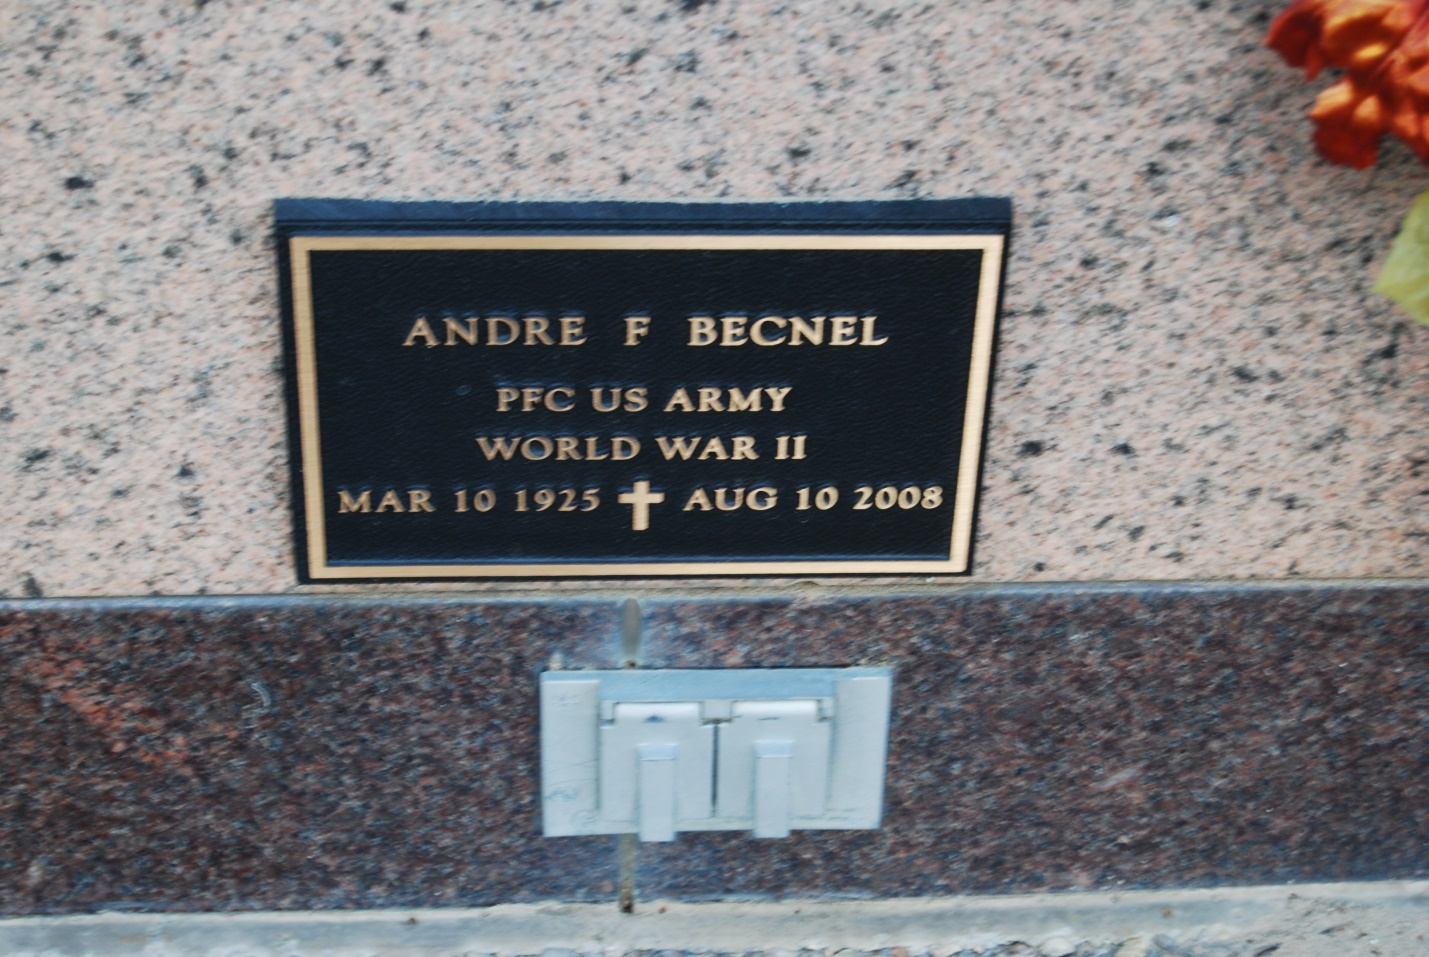 ANDRE F BECNEL
PFC US ARMY
WORLD WAR II
MAR 10 1925 AUG 10 2008